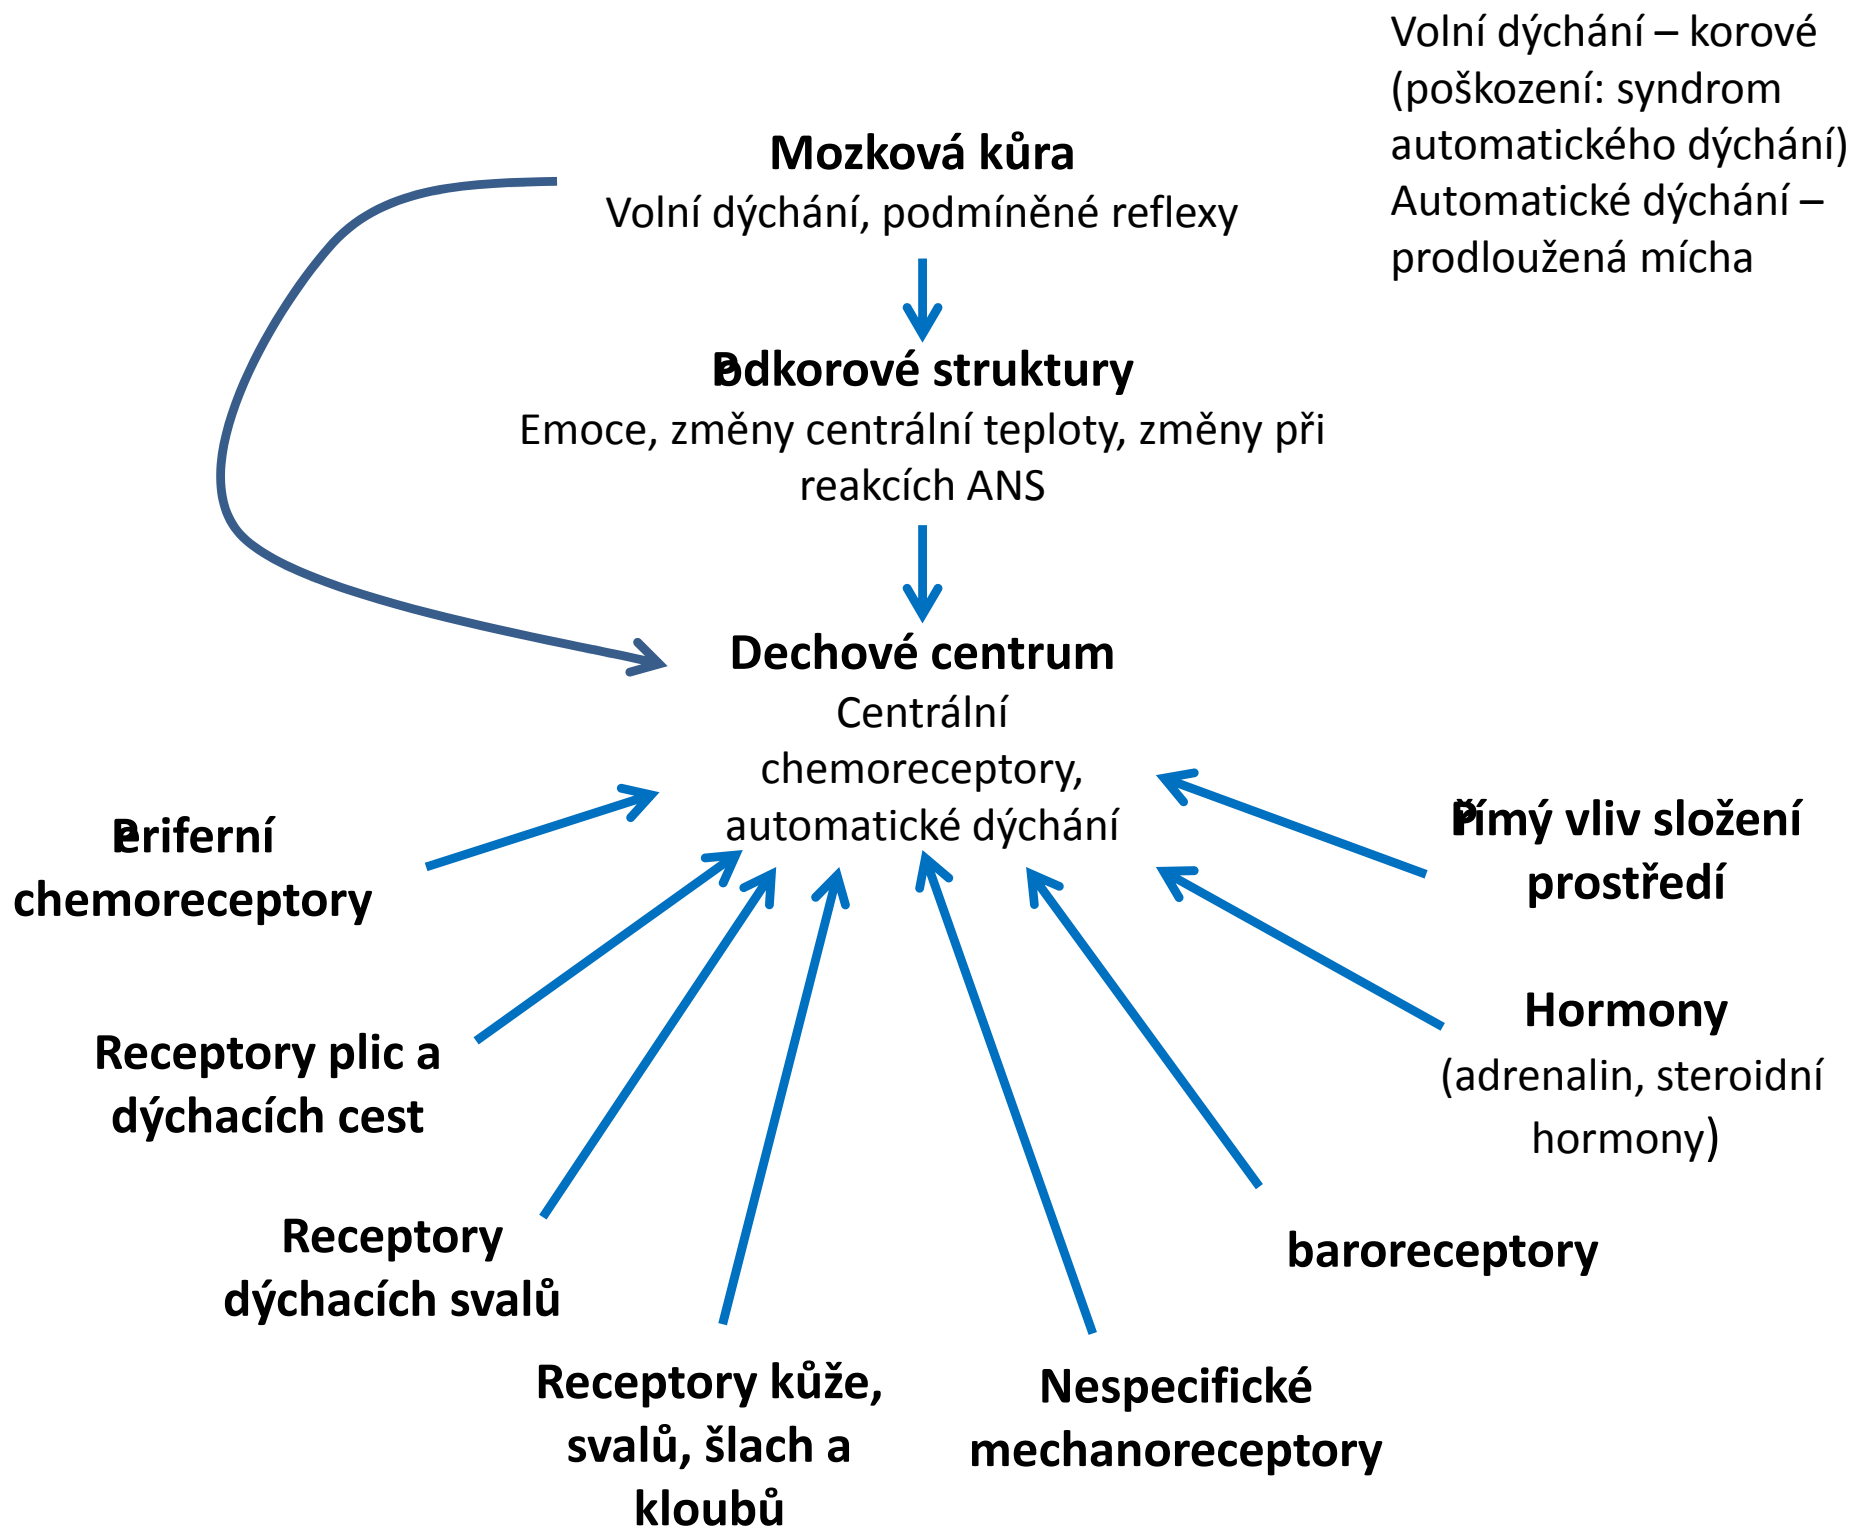 Volní dýchání – korové
(poškození: syndrom
automatického dýchání)
Automatické dýchání –
prodloužená mícha
Mozková kůra
Volní dýchání, podmíněné reflexy
Podkorové struktury
Emoce, změny centrální teploty, změny při
reakcích ANS
Dechové centrum
Centrální
chemoreceptory,
automatické dýchání
Periferní
chemoreceptory
Receptory plic a
dýchacích cest
Receptory
dýchacích svalů
Receptory kůže,
svalů, šlach a
kloubů
Nespecifické
mechanoreceptory
baroreceptory
Hormony
(adrenalin, steroidní
hormony)
Přímý vliv složení
prostředí